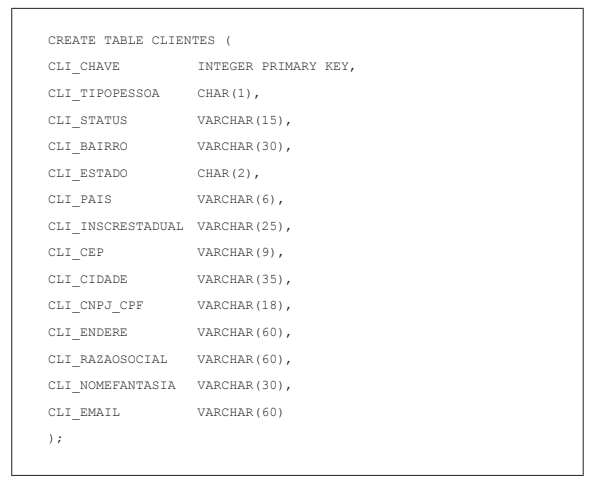 CREATE TABLE CLIENTES (
CLI_CHAVE INTEGER PRIMARY KEY,
CLI_TIPOPESSOA CHAR(1),
CLI_STATUS VARCHAR(15),
CLI_BAIRRO VARCHAR(30),
CLI_ESTADO CHAR(2),
CLI_PAIS VARCHAR(6),
CLI_INSCRESTADUAL VARCHAR(25),
CLI_CEP VARCHAR(9),
CLI_CIDADE VARCHAR(35),
CLI_CNPJ_CPF VARCHAR(18),
CLI_ENDERE VARCHAR(60),
CLI_RAZAOSOCIAL VARCHAR(60),
CLI_NOMEFANTASIA VARCHAR(30),
CLI_EMAIL VARCHAR(60)
);